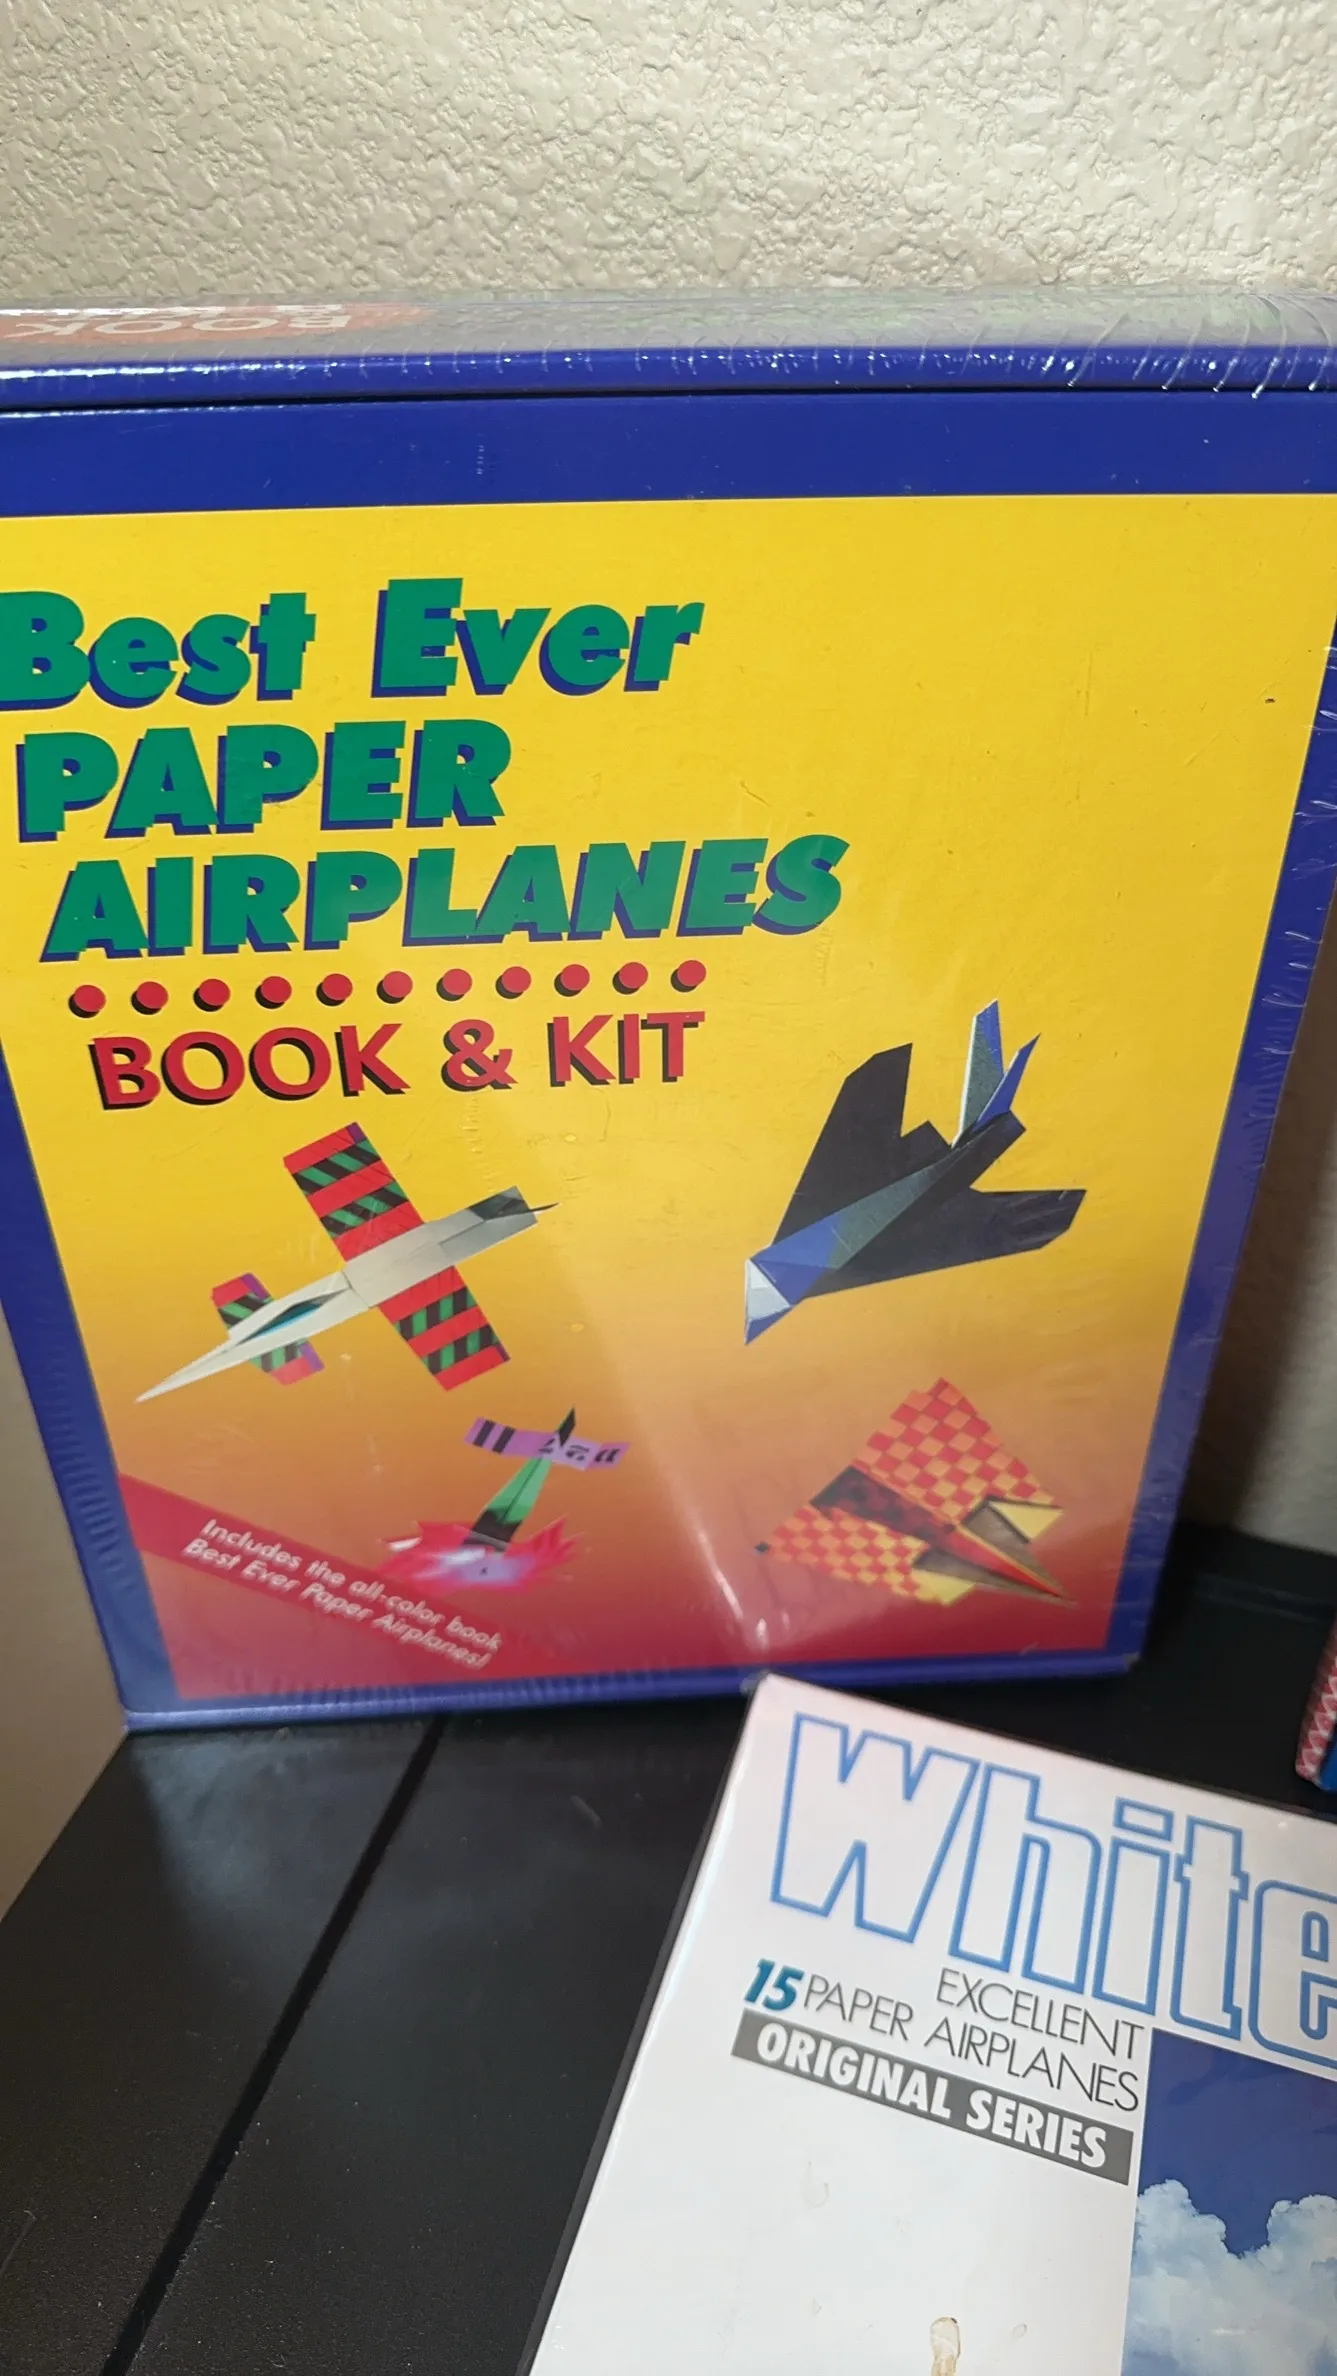 BOOK
Best Ever
PAPER
AIRPLANES
BOOK & KIT
Includes the all-color book
Best Ever Paper Airplanes!
White
EXCELLENT
15 PAPER AIRPLANES
ORIGINAL SERIES